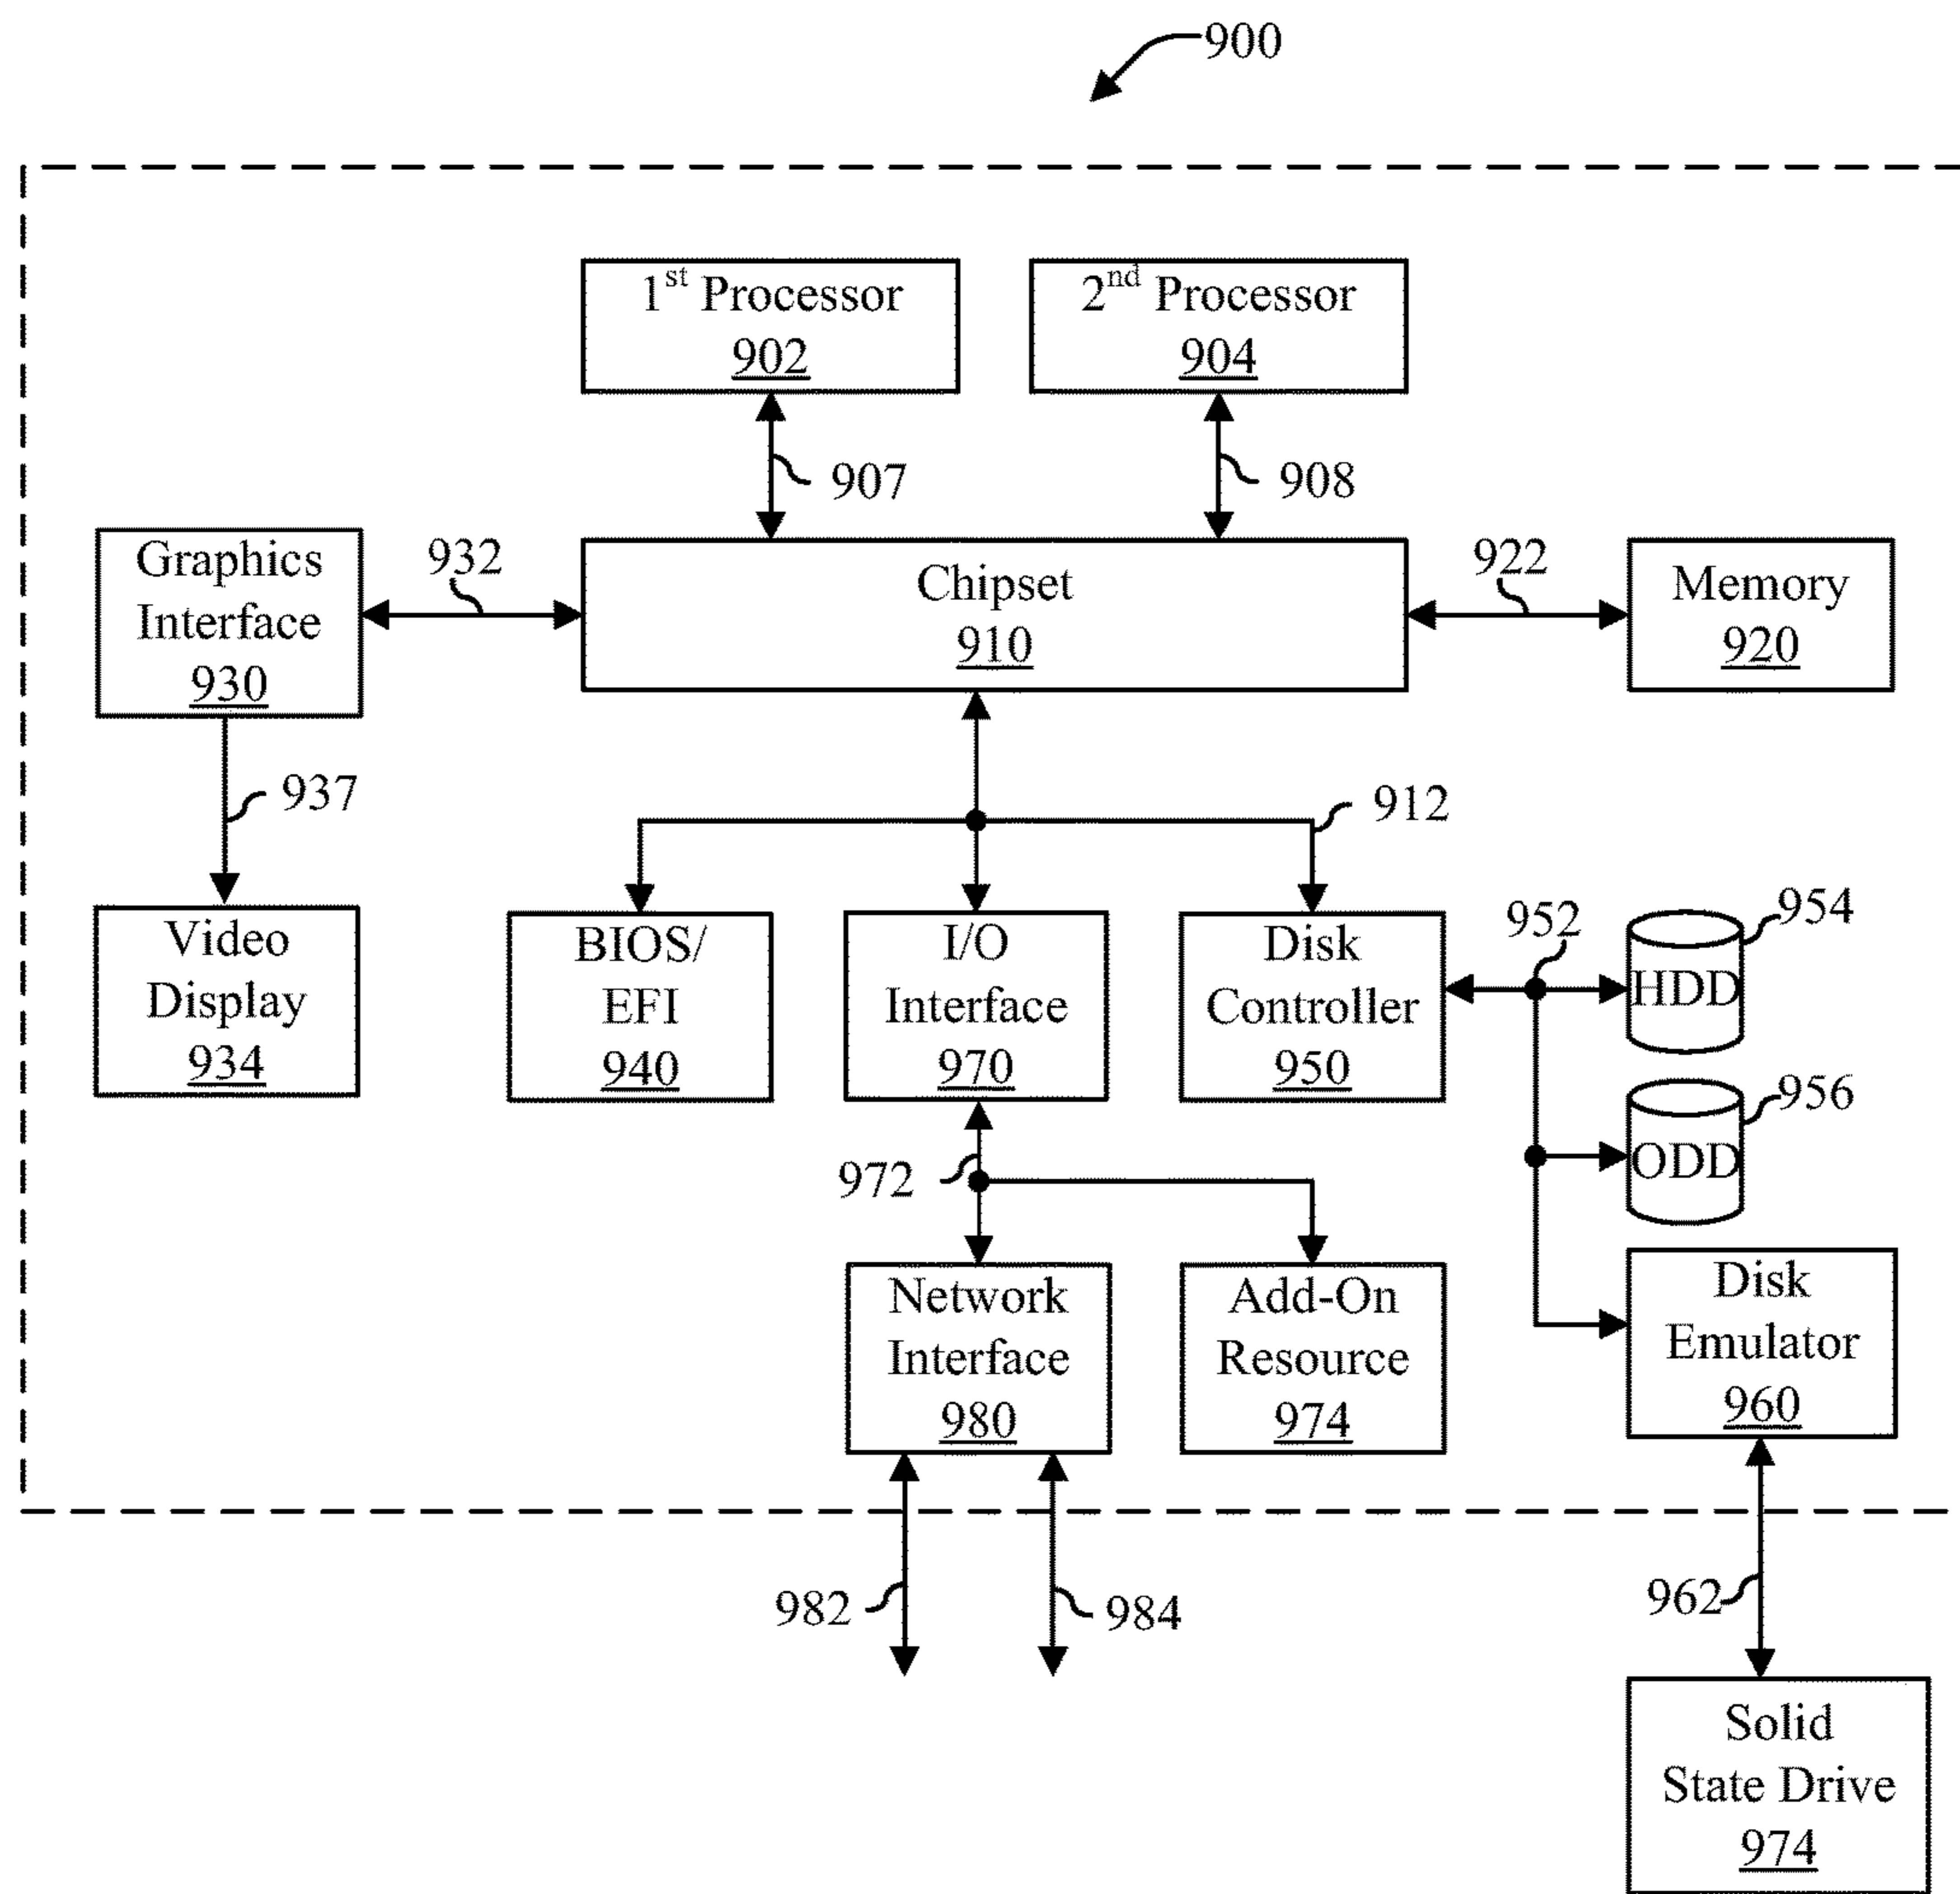 900
1st Processor
902
2nd Processor
904
907
908
Graphics
Interface
930
932
Chipset
910
922
Memory
920
937
912
Video
Display
934
BIOS/
EFI
940
I/O
Interface
970
Disk
Controller
950
952
HDD
954
ODD
956
972
Network
Interface
980
Add-On
Resource
974
Disk
Emulator
960
982
984
962
Solid
State Drive
974